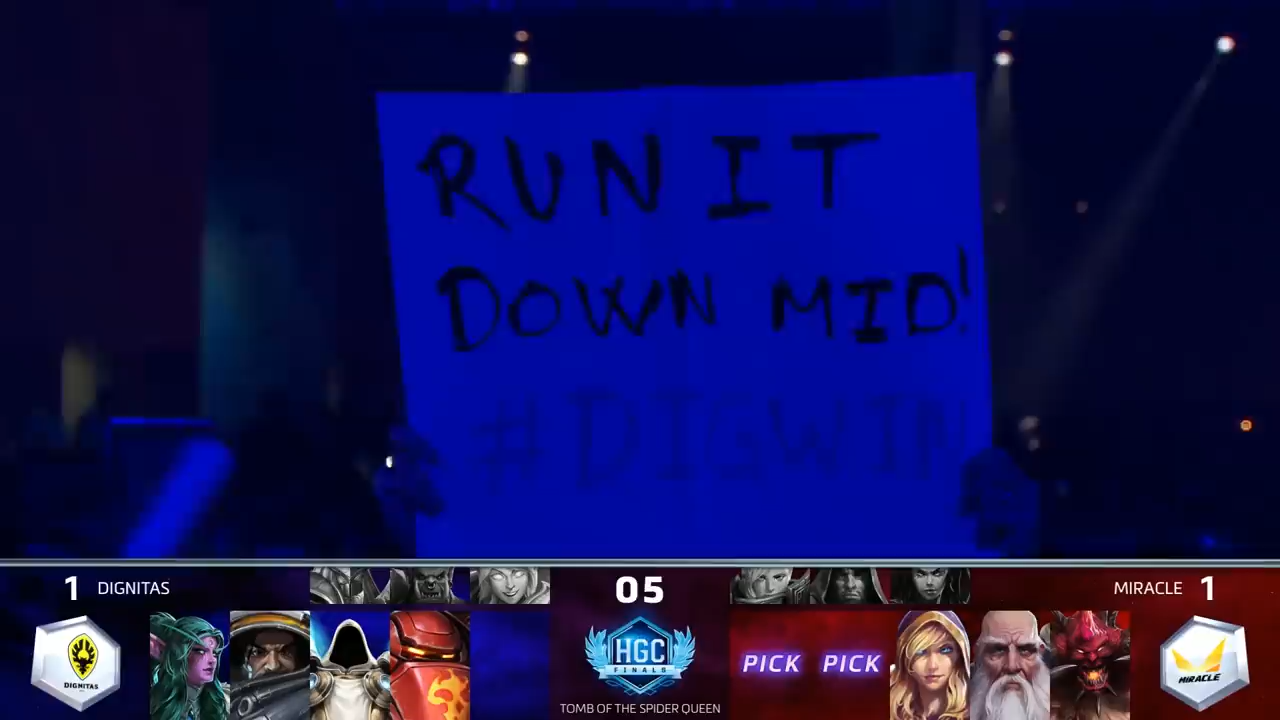 RUN IT
DOWN MID!
#DIGWIN
1 DIGNITAS
05
MIRACLE 1
DIGNITAS
HGC
FINALS
PICK PICK
MIRACLE
TOMB OF THE SPIDER QUEEN